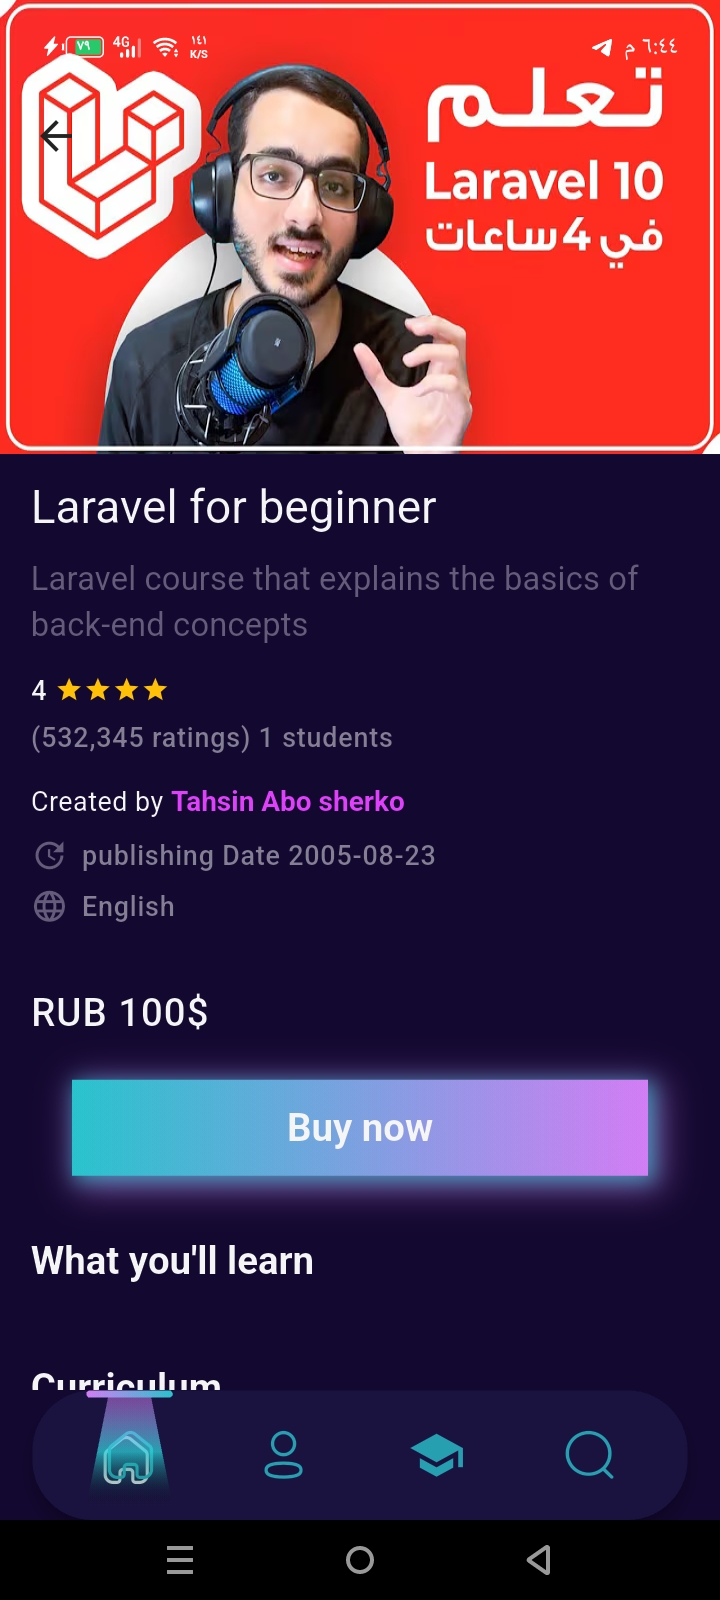 ٧٩ 4G ١٤١ K/S ٦:٤٤ م
تعلم
Laravel 10
في 4 ساعات
Laravel for beginner
Laravel course that explains the basics of
back-end concepts
4
(532,345 ratings) 1 students
Created by Tahsin Abo sherko
publishing Date 2005-08-23
English
RUB 100$
Buy now
What you'll learn
Curriculum